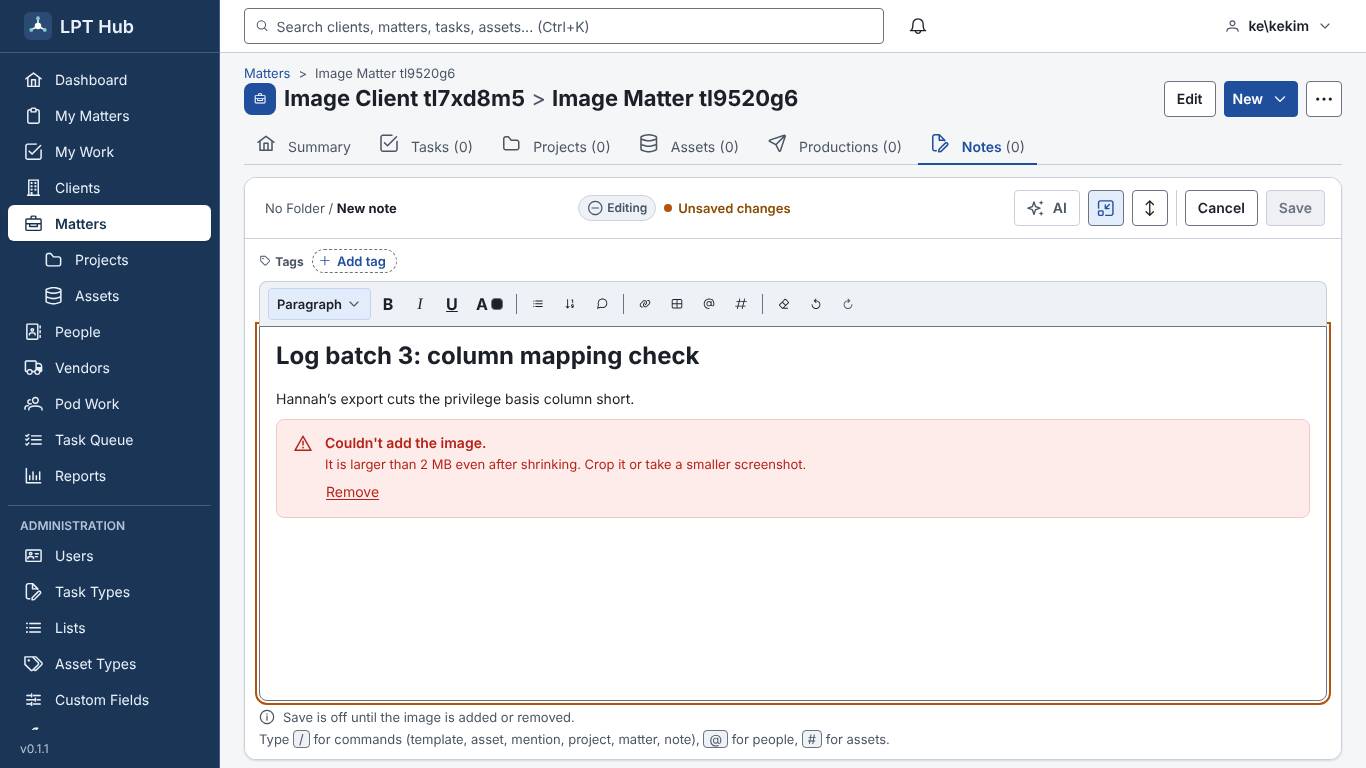 LPT Hub
Search clients, matters, tasks, assets... (Ctrl+K)
ke\kekim
Dashboard
My Matters
My Work
Clients
Matters
Projects
Assets
People
Vendors
Pod Work
Task Queue
Reports
ADMINISTRATION
Users
Task Types
Lists
Asset Types
Custom Fields
v0.1.1
Matters > Image Matter tl9520g6
Image Client tl7xd8m5 > Image Matter tl9520g6
Edit
New
Summary
Tasks (0)
Projects (0)
Assets (0)
Productions (0)
Notes (0)
No Folder / New note
Editing
Unsaved changes
AI
Cancel
Save
Tags
Add tag
Paragraph
B I U A
Log batch 3: column mapping check
Hannah’s export cuts the privilege basis column short.
Couldn't add the image.
It is larger than 2 MB even after shrinking. Crop it or take a smaller screenshot.
Remove
Save is off until the image is added or removed.
Type / for commands (template, asset, mention, project, matter, note), @ for people, # for assets.